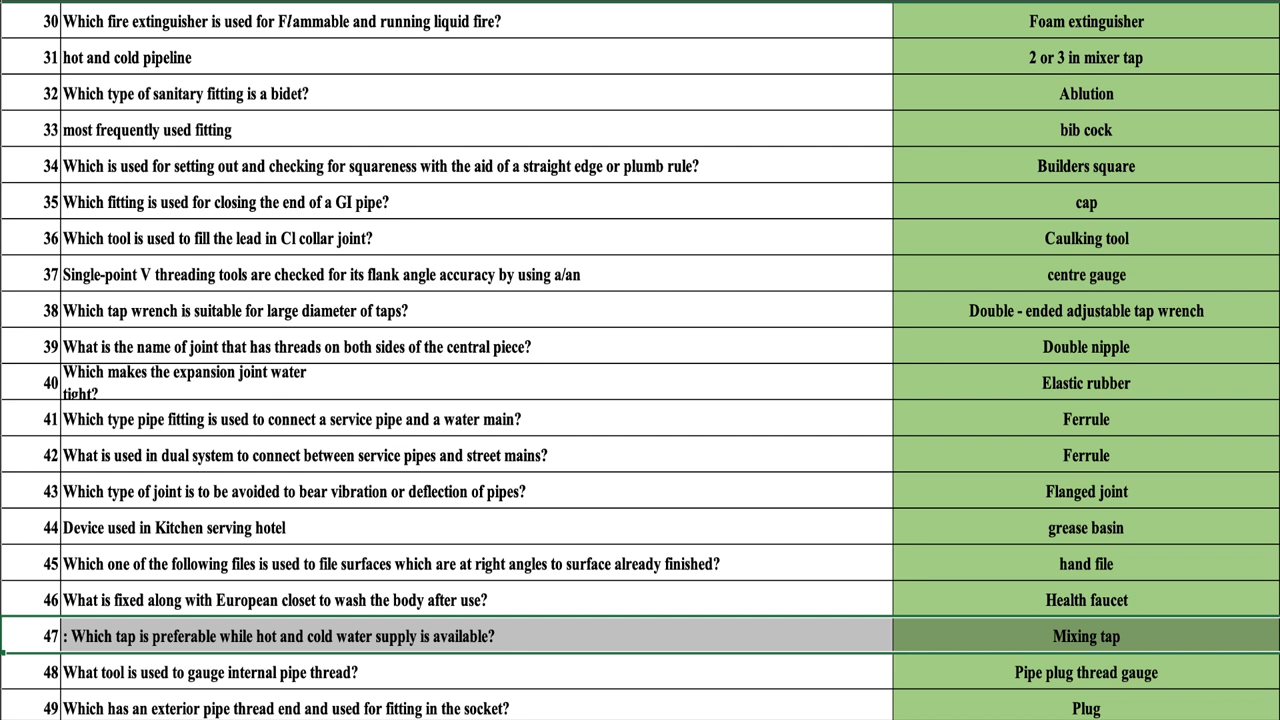 30 Which fire extinguisher is used for Flammable and running liquid fire? Foam extinguisher
31 hot and cold pipeline 2 or 3 in mixer tap
32 Which type of sanitary fitting is a bidet? Ablution
33 most frequently used fitting bib cock
34 Which is used for setting out and checking for squareness with the aid of a straight edge or plumb rule? Builders square
35 Which fitting is used for closing the end of a GI pipe? cap
36 Which tool is used to fill the lead in Cl collar joint? Caulking tool
37 Single-point V threading tools are checked for its flank angle accuracy by using a/an centre gauge
38 Which tap wrench is suitable for large diameter of taps? Double - ended adjustable tap wrench
39 What is the name of joint that has threads on both sides of the central piece? Double nipple
40 Which makes the expansion joint water
tight? Elastic rubber
41 Which type pipe fitting is used to connect a service pipe and a water main? Ferrule
42 What is used in dual system to connect between service pipes and street mains? Ferrule
43 Which type of joint is to be avoided to bear vibration or deflection of pipes? Flanged joint
44 Device used in Kitchen serving hotel grease basin
45 Which one of the following files is used to file surfaces which are at right angles to surface already finished? hand file
46 What is fixed along with European closet to wash the body after use? Health faucet
47 : Which tap is preferable while hot and cold water supply is available? Mixing tap
48 What tool is used to gauge internal pipe thread? Pipe plug thread gauge
49 Which has an exterior pipe thread end and used for fitting in the socket? Plug